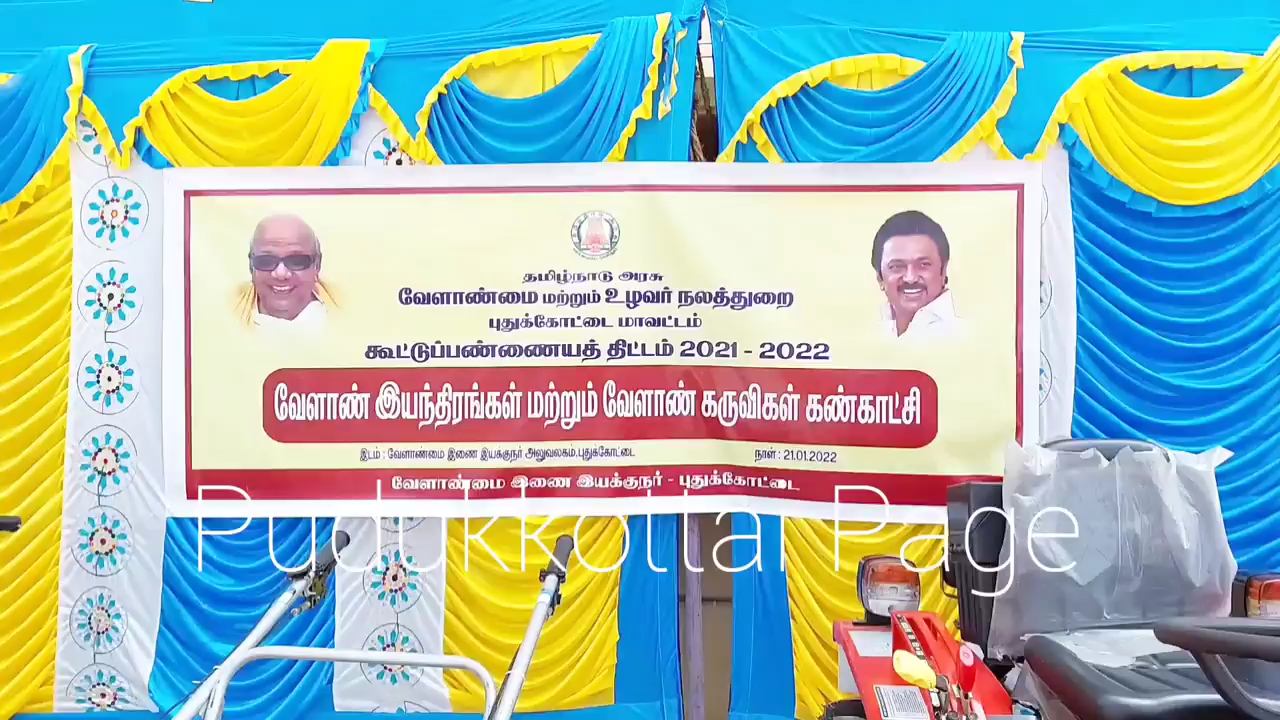 தமிழ்நாடு அரசு
வேளாண்மை மற்றும் உழவர் நலத்துறை
புதுக்கோட்டை மாவட்டம்
கூட்டுப்பண்ணையத் திட்டம் 2021 - 2022
வேளாண் இயந்திரங்கள் மற்றும் வேளாண் கருவிகள் கண்காட்சி
இடம் : வேளாண்மை இணை இயக்குநர் அலுவலகம்,புதுக்கோட்டை நாள் : 21.01.2022
வேளாண்மை இணை இயக்குநர் - புதுக்கோட்டை
Pudukkottai Page